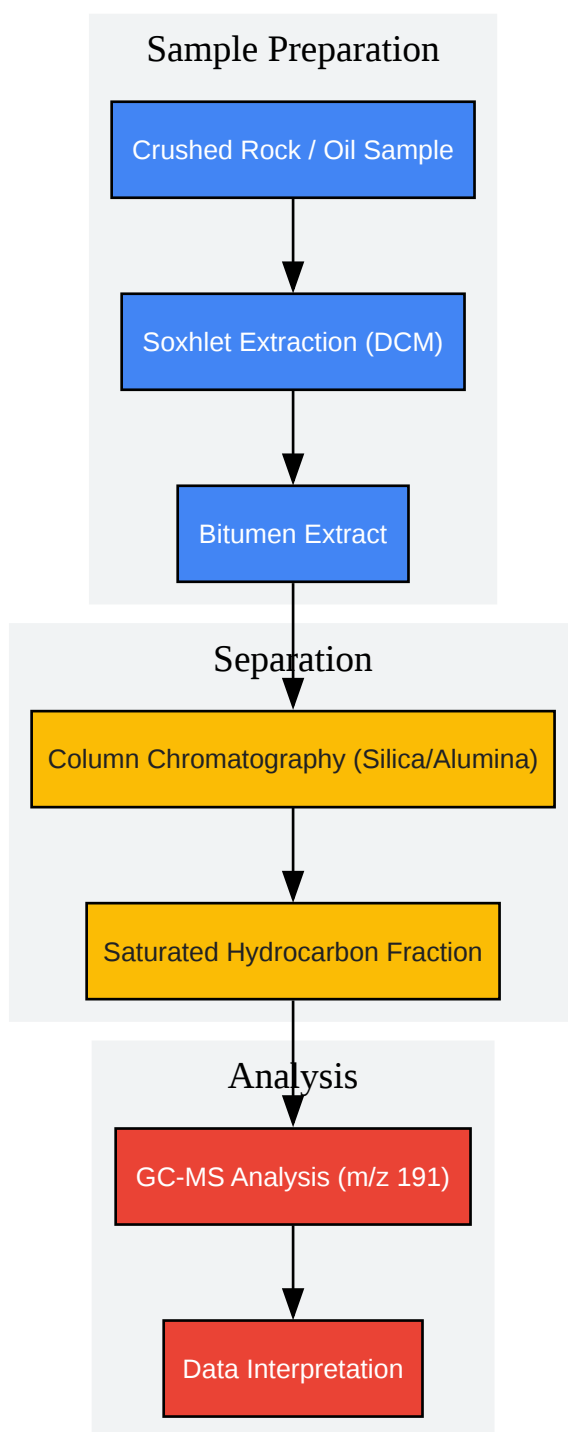 Sample Preparation
Crushed Rock / Oil Sample
Soxhlet Extraction (DCM)
Bitumen Extract
Separation
Column Chromatography (Silica/Alumina)
Saturated Hydrocarbon Fraction
Analysis
GC-MS Analysis (m/z 191)
Data Interpretation